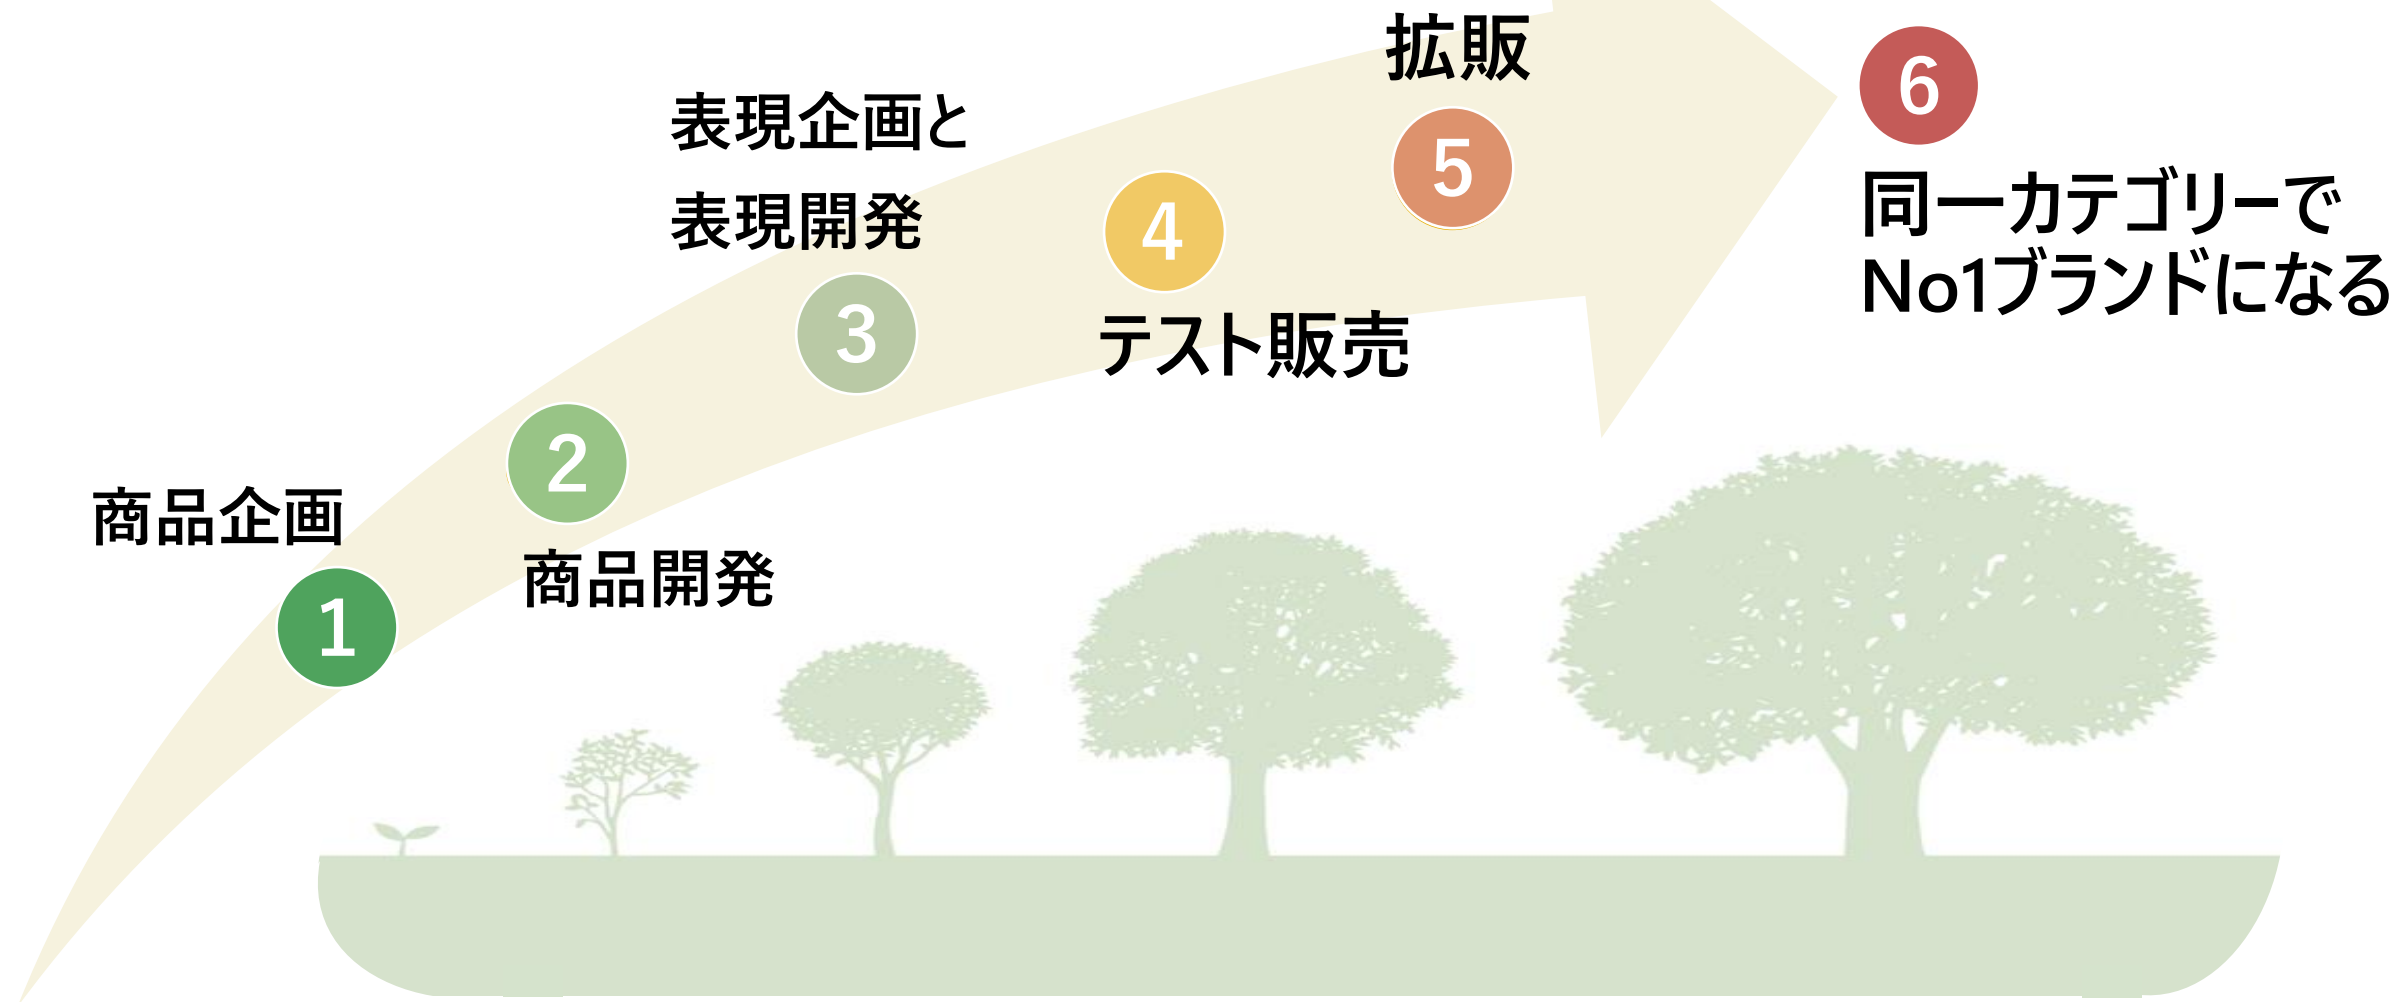 商品企画
1
2
商品開発
表現企画と
表現開発
3
4
テスト販売
拡販
5
6
同一カテゴリーで
No1ブランドになる